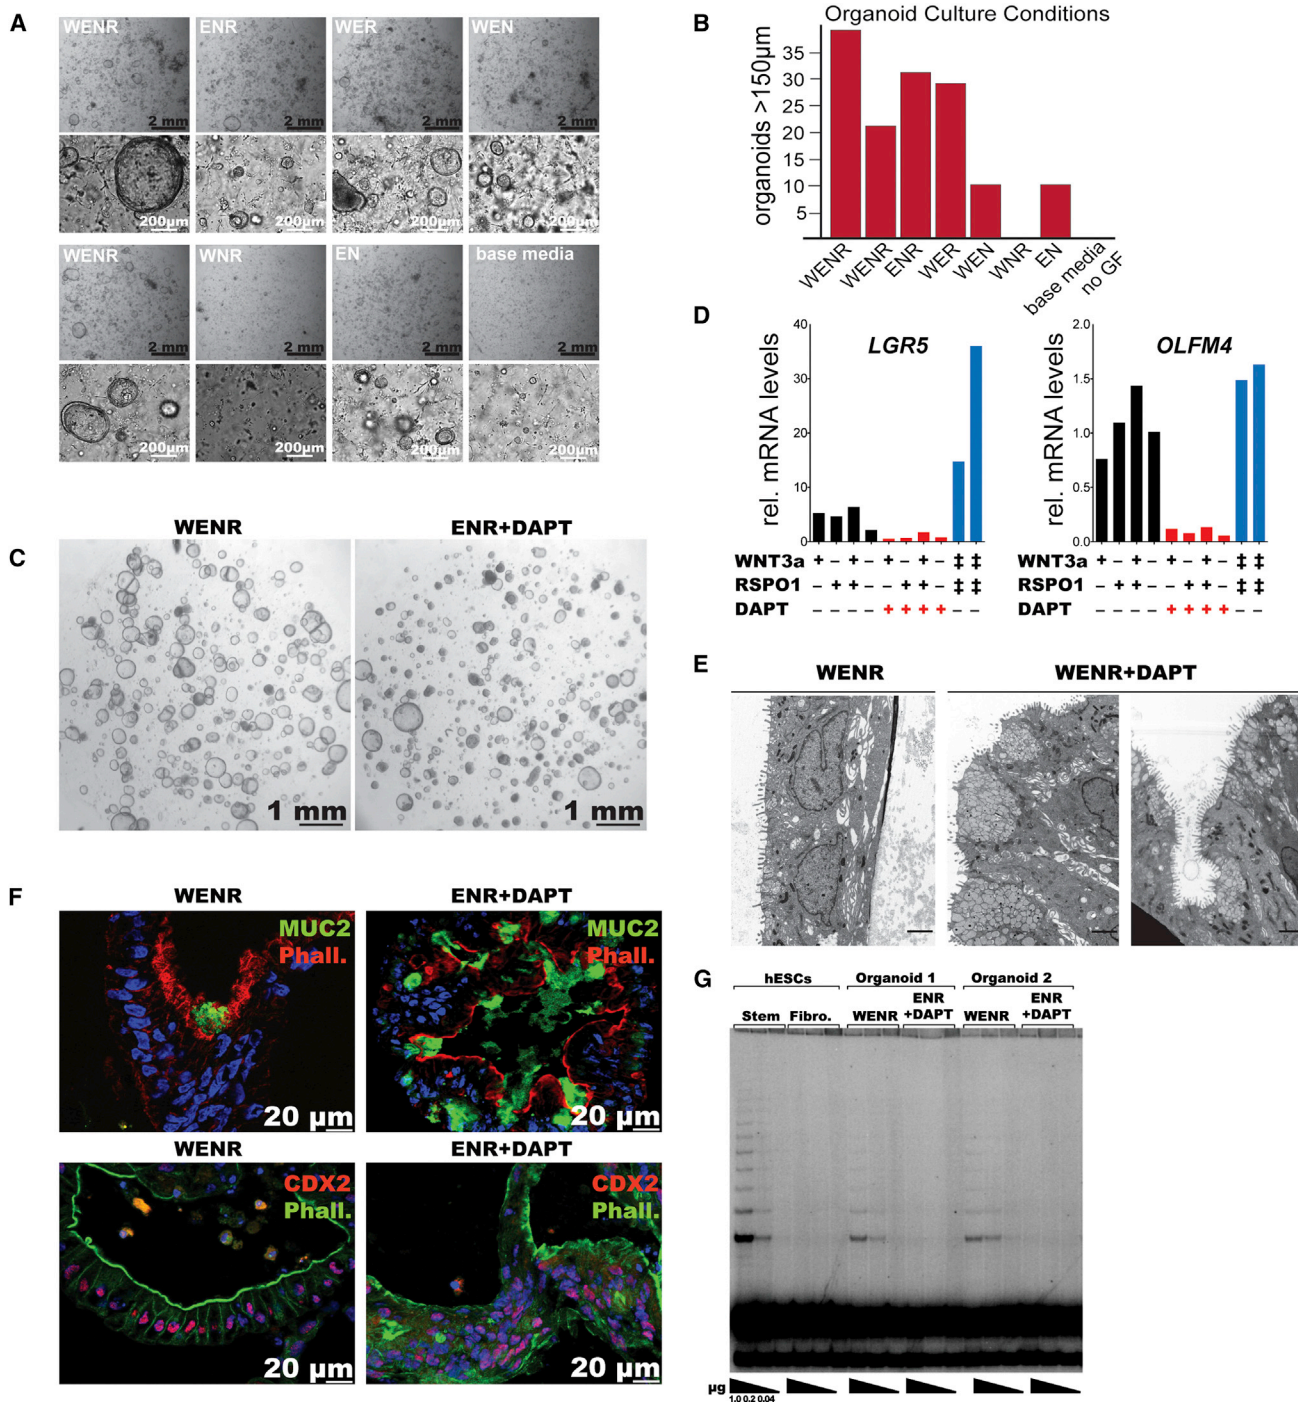 A
WENR ENR WER WEN
2 mm 2 mm 2 mm 2 mm
200µm 200µm 200µm 200µm
WENR WNR EN base media
2 mm 2 mm 2 mm 2 mm
200µm 200µm 200µm 200µm
B
Organoid Culture Conditions
organoids >150µm
35
30
25
20
15
10
5
WENR WENR ENR WER WEN WNR EN base media no GF
C
WENR ENR+DAPT
1 mm 1 mm
D
LGR5
rel. mRNA levels
40
30
20
10
0
WNT3a + – + – + – + – ‡ ‡
RSPO1 – + + – – + + – ‡ ‡
DAPT – – – – + + + + – –
OLFM4
rel. mRNA levels
2.0
1.5
1.0
0.5
0.0
WNT3a + – + – + – + – ‡ ‡
RSPO1 – + + – – + + – ‡ ‡
DAPT – – – – + + + + – –
E
WENR WENR+DAPT
F
WENR ENR+DAPT
MUC2 MUC2
Phall. Phall.
20 µm 20 µm
WENR ENR+DAPT
CDX2 CDX2
Phall. Phall.
20 µm 20 µm
G
hESCs Organoid 1 Organoid 2
Stem Fibro. WENR ENR +DAPT WENR ENR +DAPT
µg
1.0 0.2 0.04